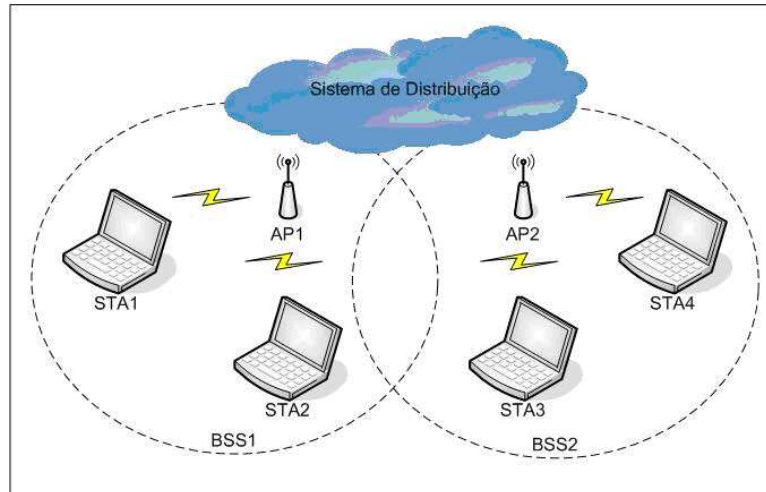 Sistema de Distribuição
AP1
AP2
STA1
STA4
STA2
STA3
BSS1
BSS2